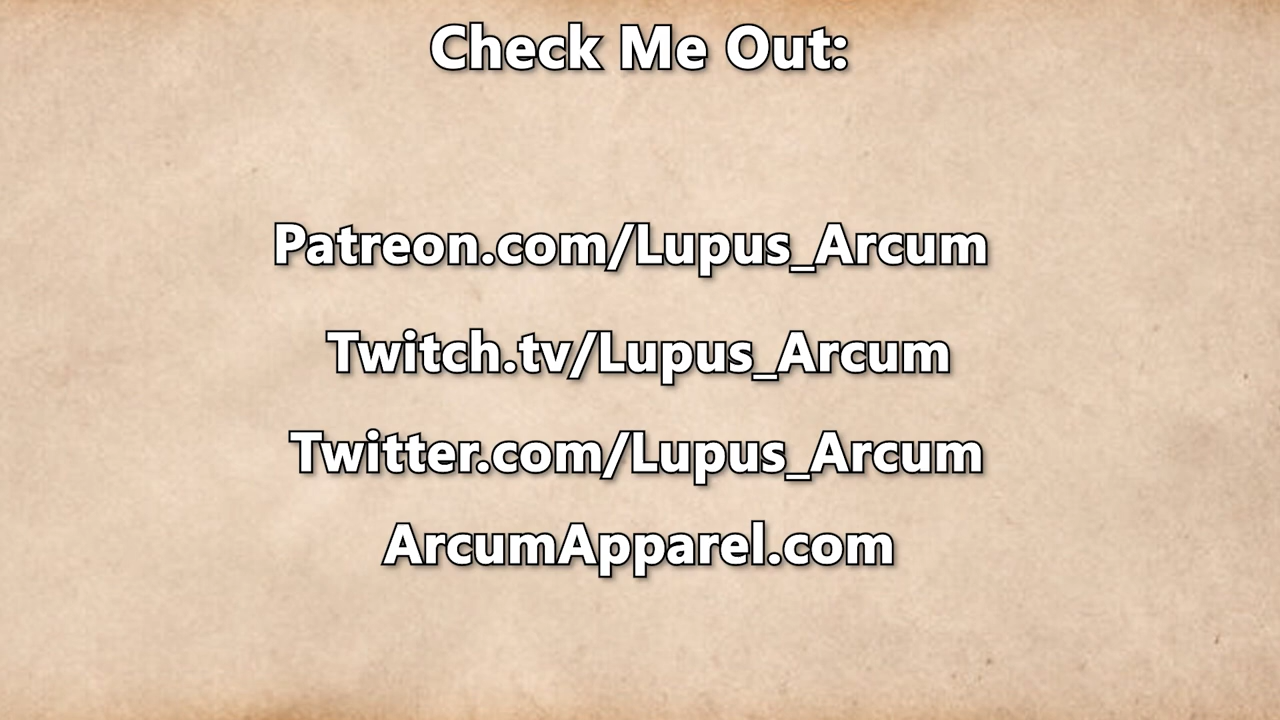 Check Me Out:
Patreon.com/Lupus_Arcum
Twitch.tv/Lupus_Arcum
Twitter.com/Lupus_Arcum
ArcumApparel.com